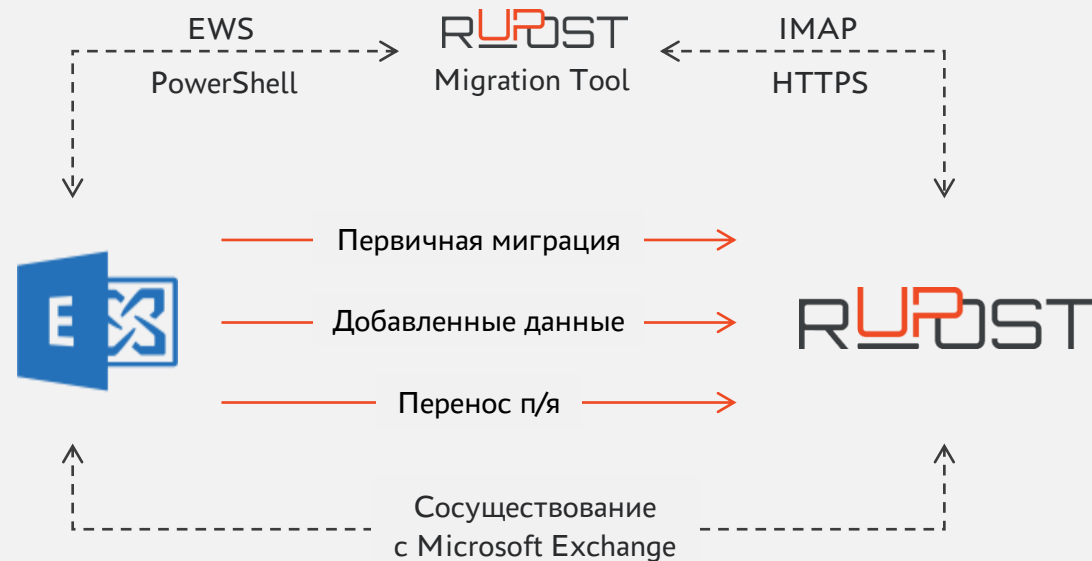 EWS
PowerShell
RUPOST
Migration Tool
IMAP
HTTPS
Первичная миграция
E
Добавленные данные
RUPOST
Перенос п/я
Сосуществование
с Microsoft Exchange